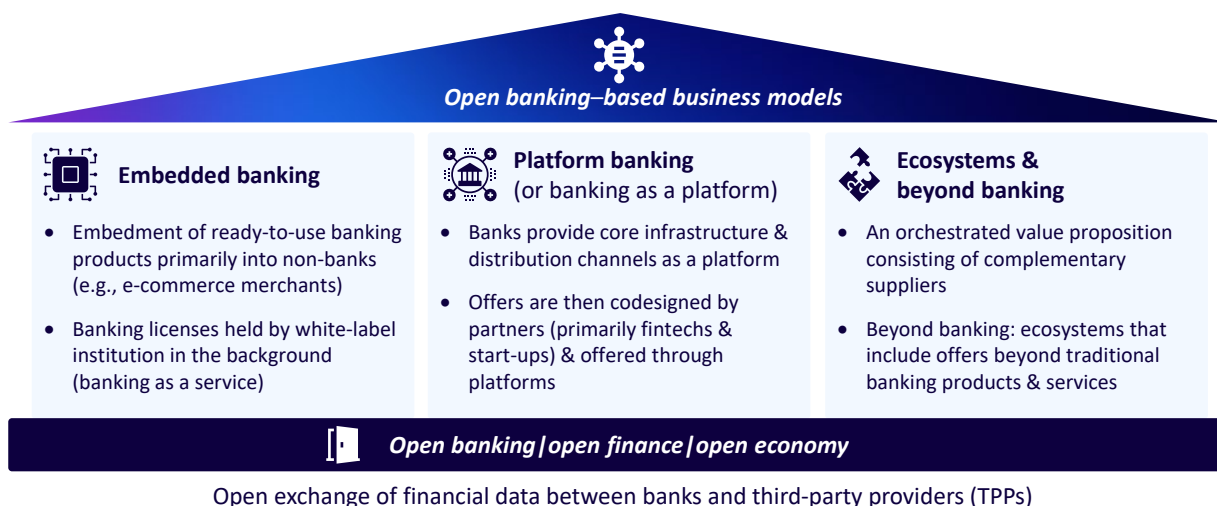 Open banking–based business models
Embedded banking
• Embedment of ready-to-use banking
products primarily into non-banks
(e.g., e-commerce merchants)
• Banking licenses held by white-label
institution in the background
(banking as a service)
Platform banking
(or banking as a platform)
• Banks provide core infrastructure &
distribution channels as a platform
• Offers are then codesigned by
partners (primarily fintechs &
start-ups) & offered through
platforms
Ecosystems &
beyond banking
• An orchestrated value proposition
consisting of complementary
suppliers
• Beyond banking: ecosystems that
include offers beyond traditional
banking products & services
Open banking|open finance|open economy
Open exchange of financial data between banks and third-party providers (TPPs)